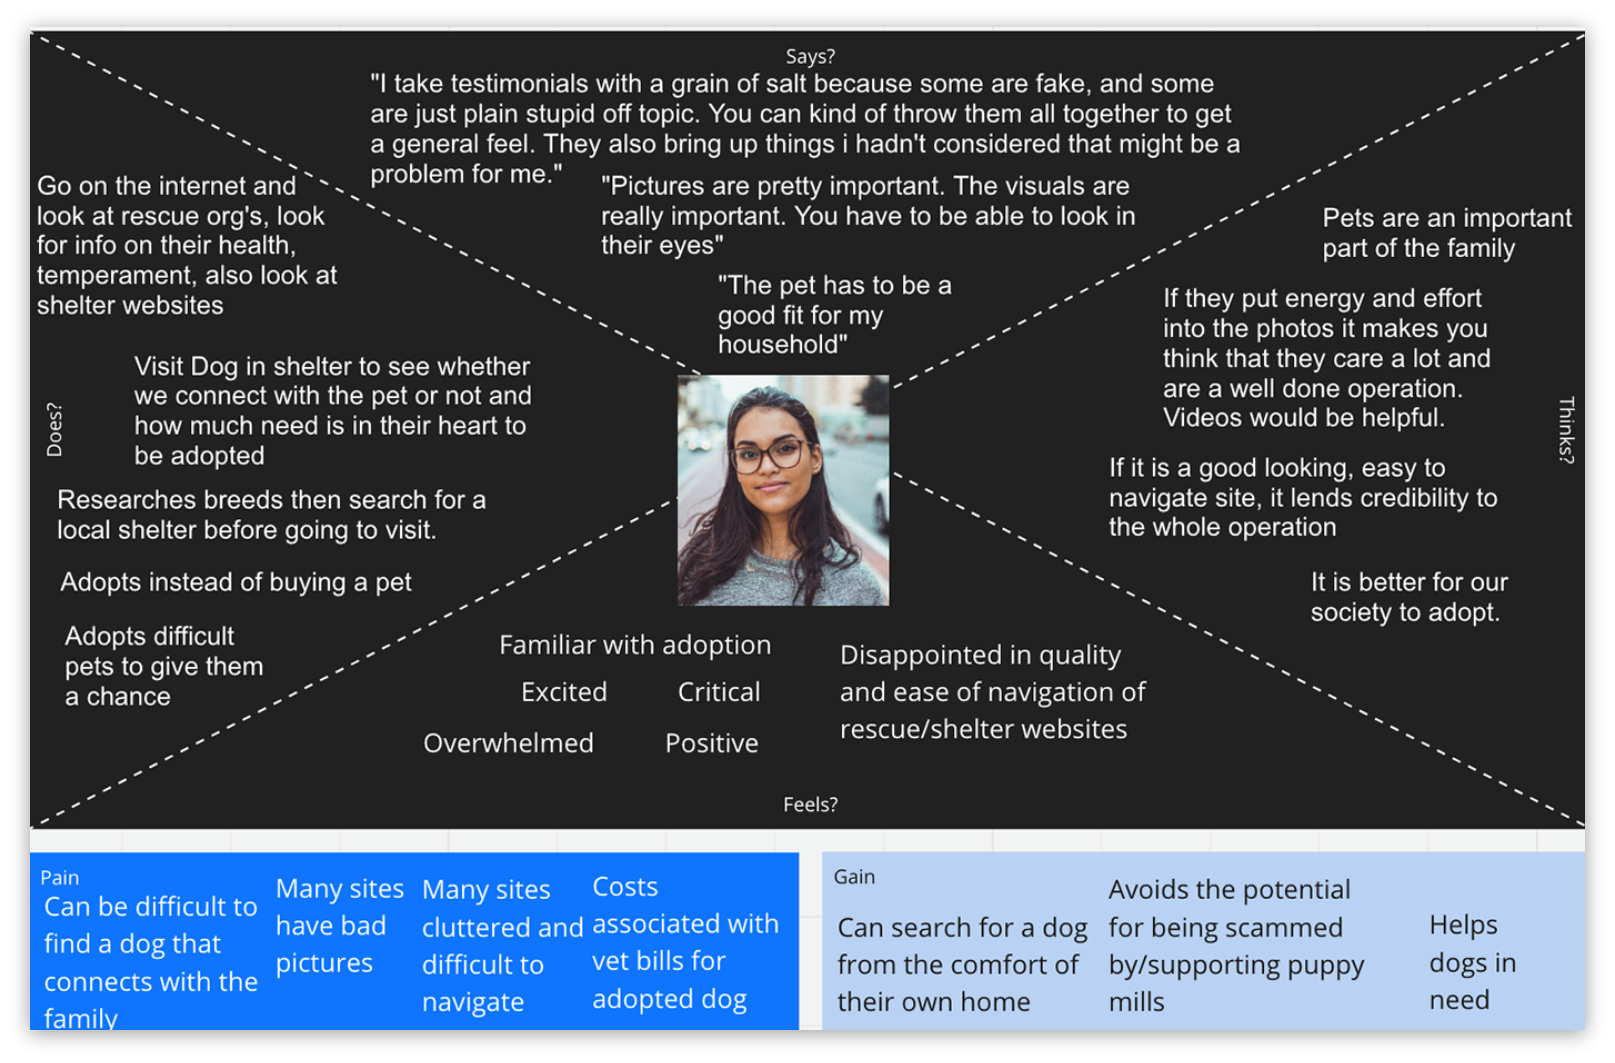 Says?
"I take testimonials with a grain of salt because some are fake, and some
are just plain stupid off topic. You can kind of throw them all together to get
a general feel. They also bring up things i hadn't considered that might be a
problem for me."
"Pictures are pretty important. The visuals are
really important. You have to be able to look in
their eyes"
"The pet has to be a
good fit for my
household"
Does?
Go on the internet and
look at rescue org's, look
for info on their health,
temperament, also look at
shelter websites
Visit Dog in shelter to see whether
we connect with the pet or not and
how much need is in their heart to
be adopted
Researches breeds then search for a
local shelter before going to visit.
Adopts instead of buying a pet
Adopts difficult
pets to give them
a chance
Thinks?
Pets are an important
part of the family
If they put energy and effort
into the photos it makes you
think that they care a lot and
are a well done operation.
Videos would be helpful.
If it is a good looking, easy to
navigate site, it lends credibility to
the whole operation
It is better for our
society to adopt.
Familiar with adoption
Excited
Critical
Overwhelmed
Positive
Disappointed in quality
and ease of navigation of
rescue/shelter websites
Feels?
Pain
Can be difficult to
find a dog that
connects with the
family
Many sites
have bad
pictures
Many sites
cluttered and
difficult to
navigate
Costs
associated with
vet bills for
adopted dog
Gain
Can search for a dog
from the comfort of
their own home
Avoids the potential
for being scammed
by/supporting puppy
mills
Helps
dogs in
need